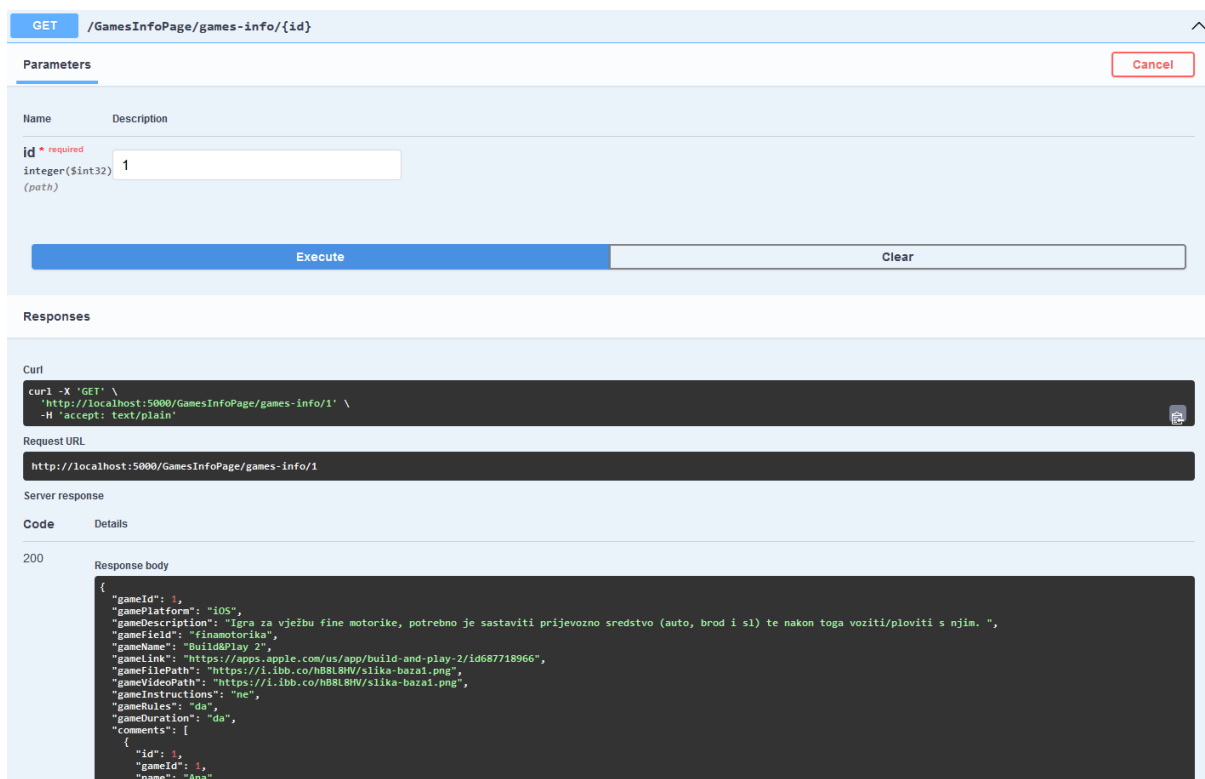 GET /GamesInfoPage/games-info/{id}
Parameters
Cancel
Name Description
id * required
integer($int32)
(path)
1
Execute
Clear
Responses
Curl
curl -X 'GET' \
'http://localhost:5000/GamesInfoPage/games-info/1' \
-H 'accept: text/plain'
Request URL
http://localhost:5000/GamesInfoPage/games-info/1
Server response
Code Details
200
Response body
{
"gameId": 1,
"gamePlatform": "iOS",
"gameDescription": "Igra za vježbu fine motorike, potrebno je sastaviti prijevozno sredstvo (auto, brod i sl) te nakon toga voziti/ploviti s njim. ",
"gameField": "finamotorika",
"gameName": "Build&Play 2",
"gameLink": "https://apps.apple.com/us/app/build-and-play-2/id687718966",
"gameFilePath": "https://i.ibb.co/hB8L8HV/slika-baza1.png",
"gameVideoPath": "https://i.ibb.co/hB8L8HV/slika-baza1.png",
"gameInstructions": "ne",
"gameRules": "da",
"gameDuration": "da",
"comments": [
{
"id": 1,
"gameId": 1,
"name": "Ana"